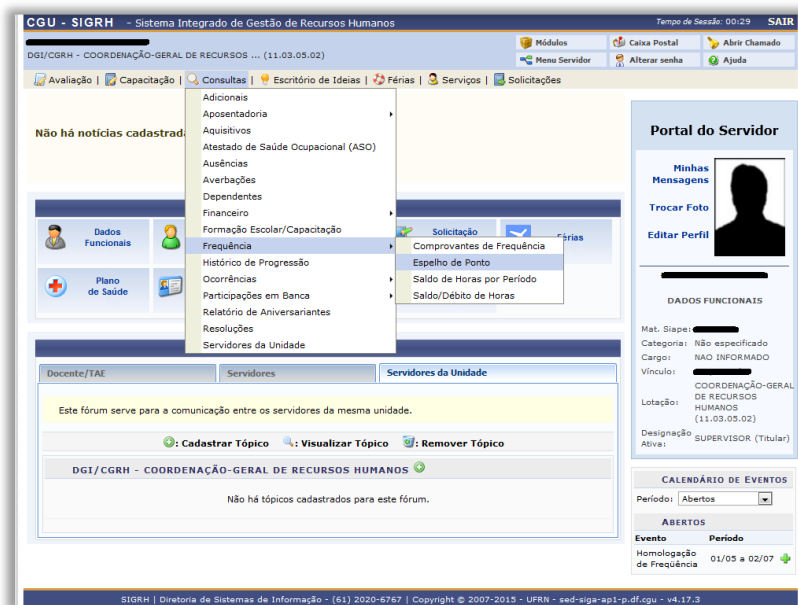 CGU - SIGRH - Sistema Integrado de Gestão de Recursos Humanos
Tempo de Sessão: 00:29 SAIR
DGI/CGRH - COORDENAÇÃO-GERAL DE RECURSOS ... (11.03.05.02)
Módulos Caixa Postal Abrir Chamado
Menu Servidor Alterar senha Ajuda
Avaliação | Capacitação | Consultas | Escritório de Ideias | Férias | Serviços | Solicitações
Não há notícias cadastrad
Adicionais
Aposentadoria
Aquisitivos
Atestado de Saúde Ocupacional (ASO)
Ausências
Averbações
Dependentes
Financeiro
Formação Escolar/Capacitação
Frequência
Histórico de Progressão
Ocorrências
Participações em Banca
Relatório de Aniversariantes
Resoluções
Servidores da Unidade
Comprovantes de Frequência
Espelho de Ponto
Saldo de Horas por Período
Saldo/Débito de Horas
Dados
Funcionais
Solicitação
Férias
Plano
de Saúde
Docente/TAE Servidores Servidores da Unidade
Este fórum serve para a comunicação entre os servidores da mesma unidade.
: Cadastrar Tópico : Visualizar Tópico : Remover Tópico
DGI/CGRH - COORDENAÇÃO-GERAL DE RECURSOS HUMANOS
Não há tópicos cadastrados para este fórum.
Portal do Servidor
Minhas
Mensagens
Trocar Foto
Editar Perfil
DADOS FUNCIONAIS
Mat. Siape:
Categoria: Não especificado
Cargo: NAO INFORMADO
Vínculo:
Lotação: COORDENAÇÃO-GERAL
DE RECURSOS
HUMANOS
(11.03.05.02)
Designação
Ativa: SUPERVISOR (Titular)
CALENDÁRIO DE EVENTOS
Período: Abertos
ABERTOS
Evento Período
Homologação
de Freqüência 01/05 a 02/07
SIGRH | Diretoria de Sistemas de Informação - (61) 2020-6767 | Copyright © 2007-2015 - UFRN - sed-siga-ap1-p.df.cgu - v4.17.3